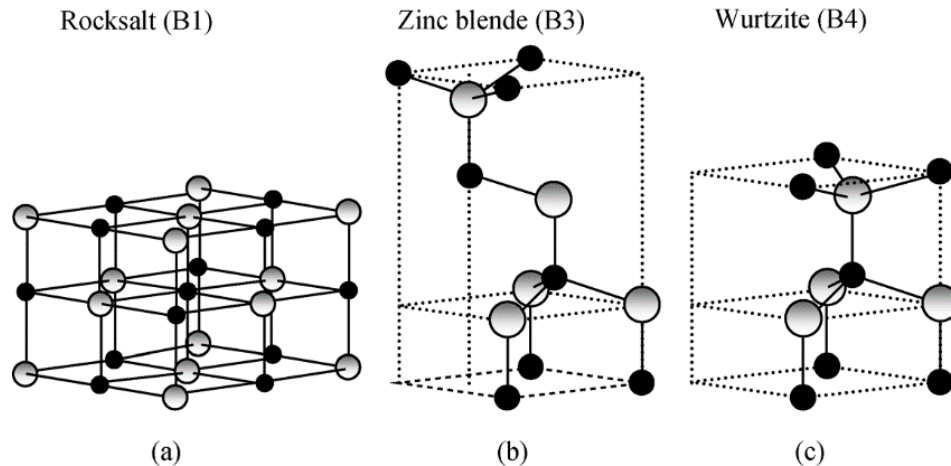 Rocksalt (B1)
Zinc blende (B3)
Wurtzite (B4)
(a)
(b)
(c)